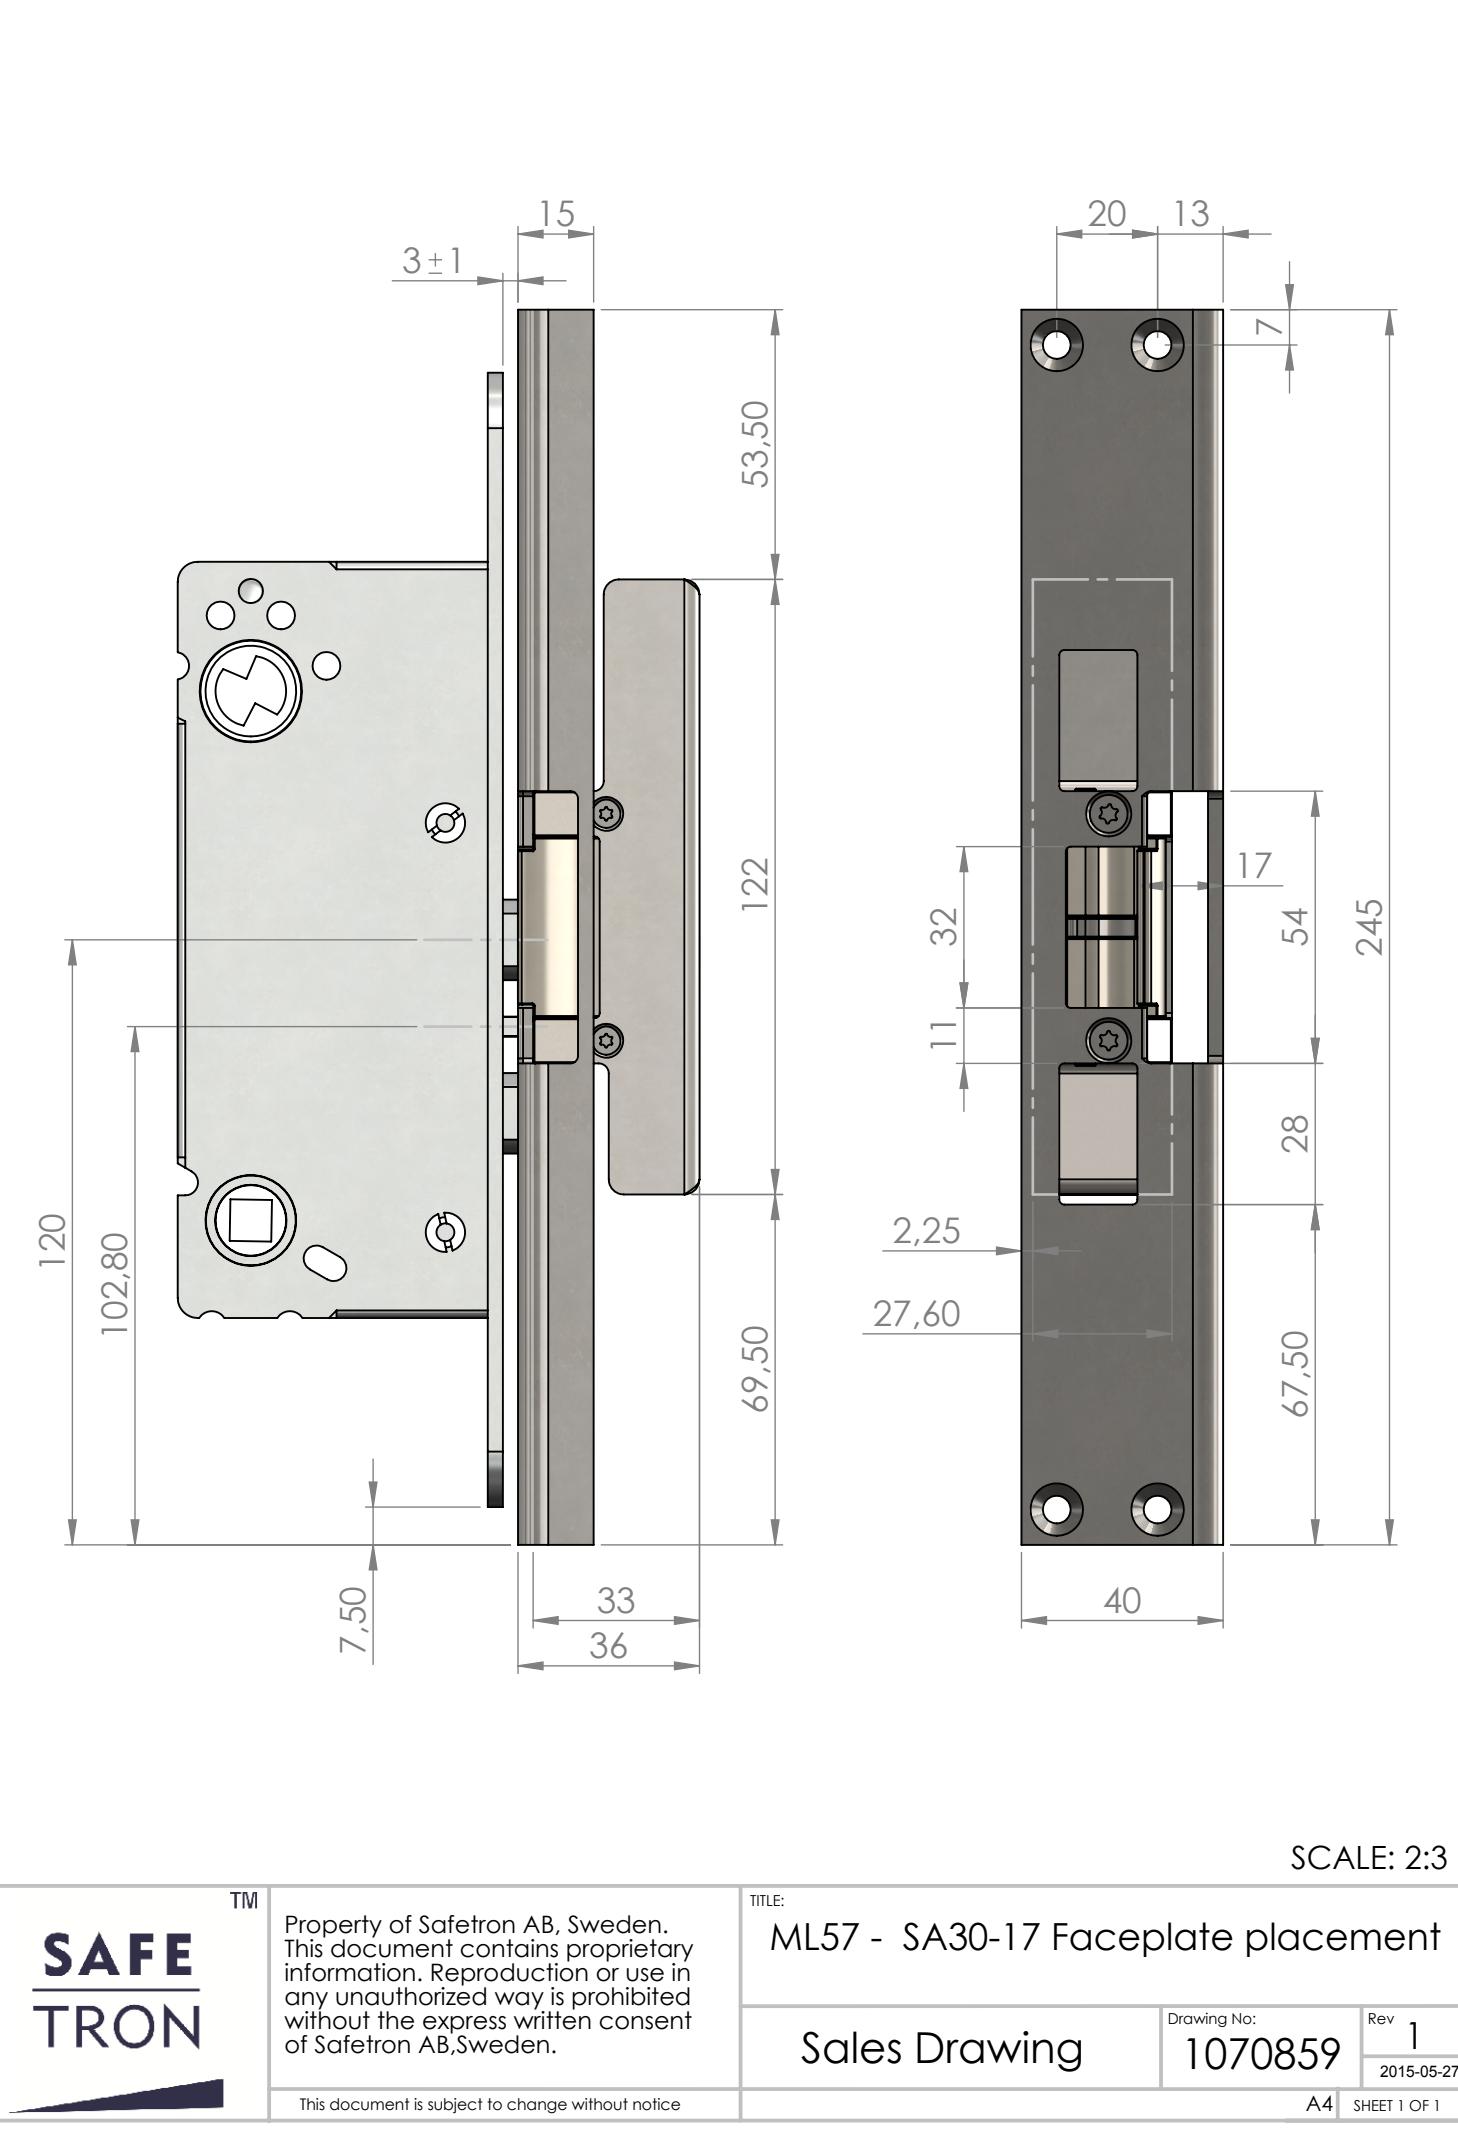 15
20
13
3±1
7
53,50
122
17
32
54
245
11
28
120
102,80
2,25
27,60
69,50
67,50
7,50
33
36
40
SCALE: 2:3
SAFE
TRON
TM
Property of Safetron AB, Sweden.
This document contains proprietary
information. Reproduction or use in
any unauthorized way is prohibited
without the express written consent
of Safetron AB,Sweden.
This document is subject to change without notice
TITLE:
ML57 - SA30-17 Faceplate placement
Sales Drawing
Drawing No:
1070859
Rev
1
2015-05-27
A4
SHEET 1 OF 1